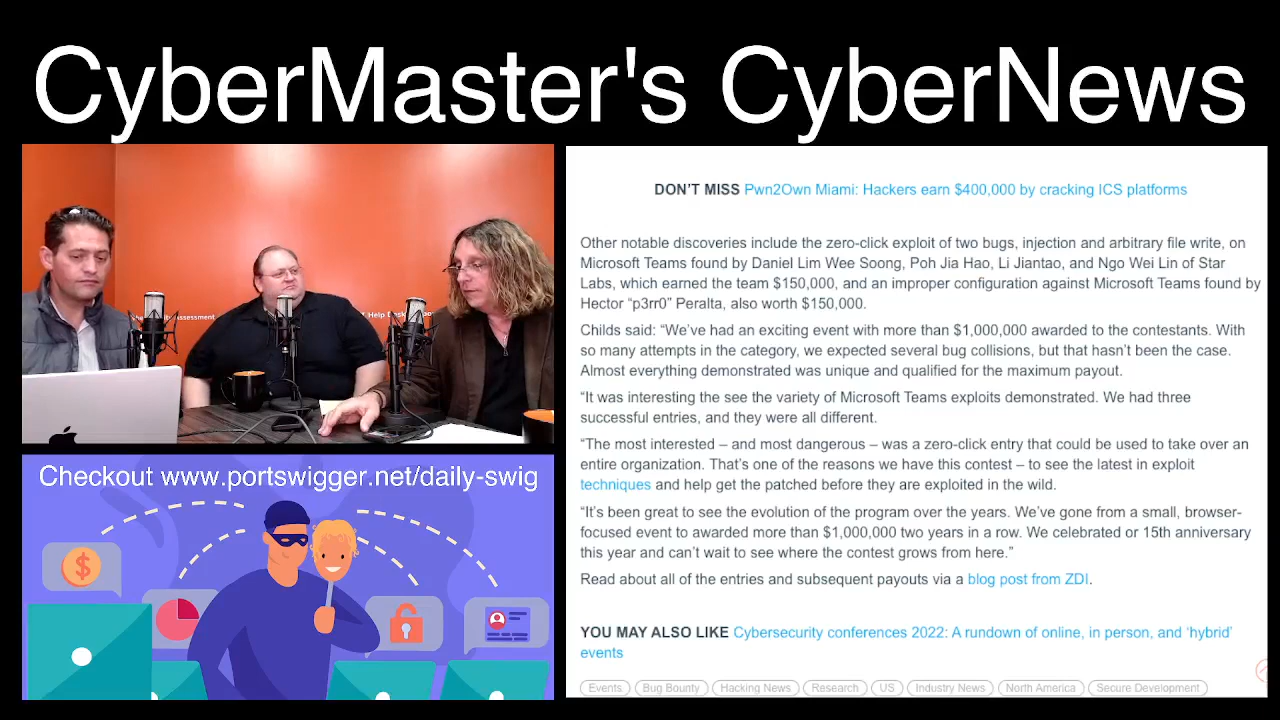 CyberMaster's CyberNews
DON'T MISS Pwn2Own Miami: Hackers earn $400,000 by cracking ICS platforms
Other notable discoveries include the zero-click exploit of two bugs, injection and arbitrary file write, on
Microsoft Teams found by Daniel Lim Wee Soong, Poh Jia Hao, Li Jiantao, and Ngo Wei Lin of Star
Labs, which earned the team $150,000, and an improper configuration against Microsoft Teams found by
Hector “p3rr0” Peralta, also worth $150,000.
Childs said: “We’ve had an exciting event with more than $1,000,000 awarded to the contestants. With
so many attempts in the category, we expected several bug collisions, but that hasn’t been the case.
Almost everything demonstrated was unique and qualified for the maximum payout.
“It was interesting the see the variety of Microsoft Teams exploits demonstrated. We had three
successful entries, and they were all different.
“The most interested – and most dangerous – was a zero-click entry that could be used to take over an
entire organization. That’s one of the reasons we have this contest – to see the latest in exploit
techniques and help get the patched before they are exploited in the wild.
“It’s been great to see the evolution of the program over the years. We’ve gone from a small, browser-
focused event to awarded more than $1,000,000 two years in a row. We celebrated or 15th anniversary
this year and can’t wait to see where the contest grows from here.”
Read about all of the entries and subsequent payouts via a blog post from ZDI.
YOU MAY ALSO LIKE Cybersecurity conferences 2022: A rundown of online, in person, and ‘hybrid’
events
Events Bug Bounty Hacking News Research US Industry News North America Secure Development
Assessment
Help
Checkout www.portswigger.net/daily-swig